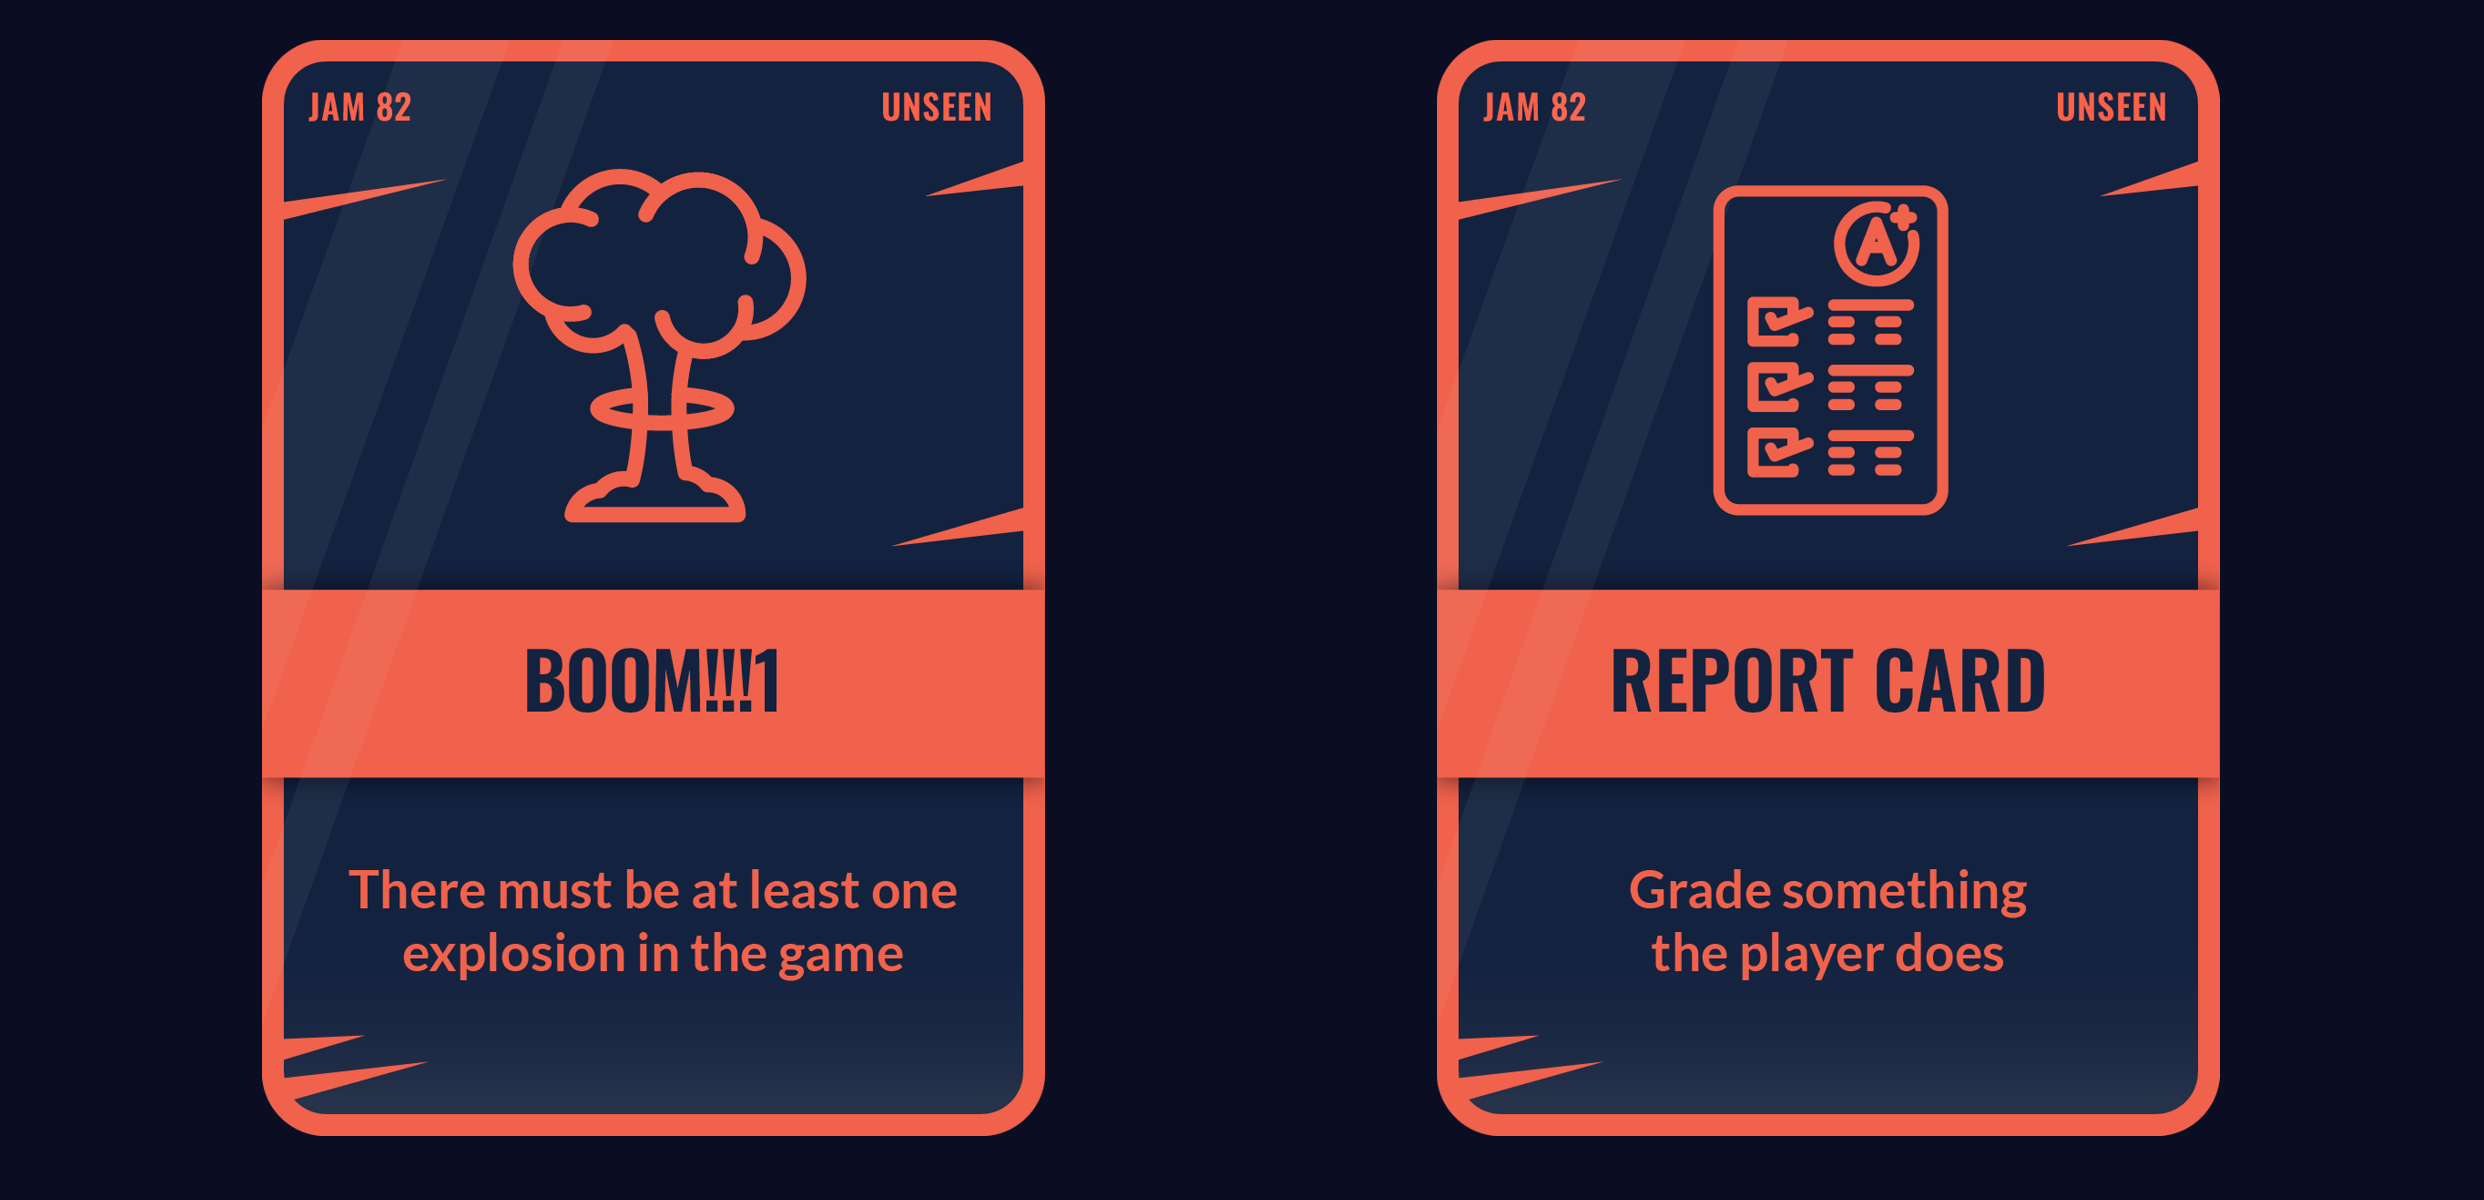 JAM 82
UNSEEN
BOOM!!!1
There must be at least one
explosion in the game
JAM 82
UNSEEN
A+
REPORT CARD
Grade something
the player does